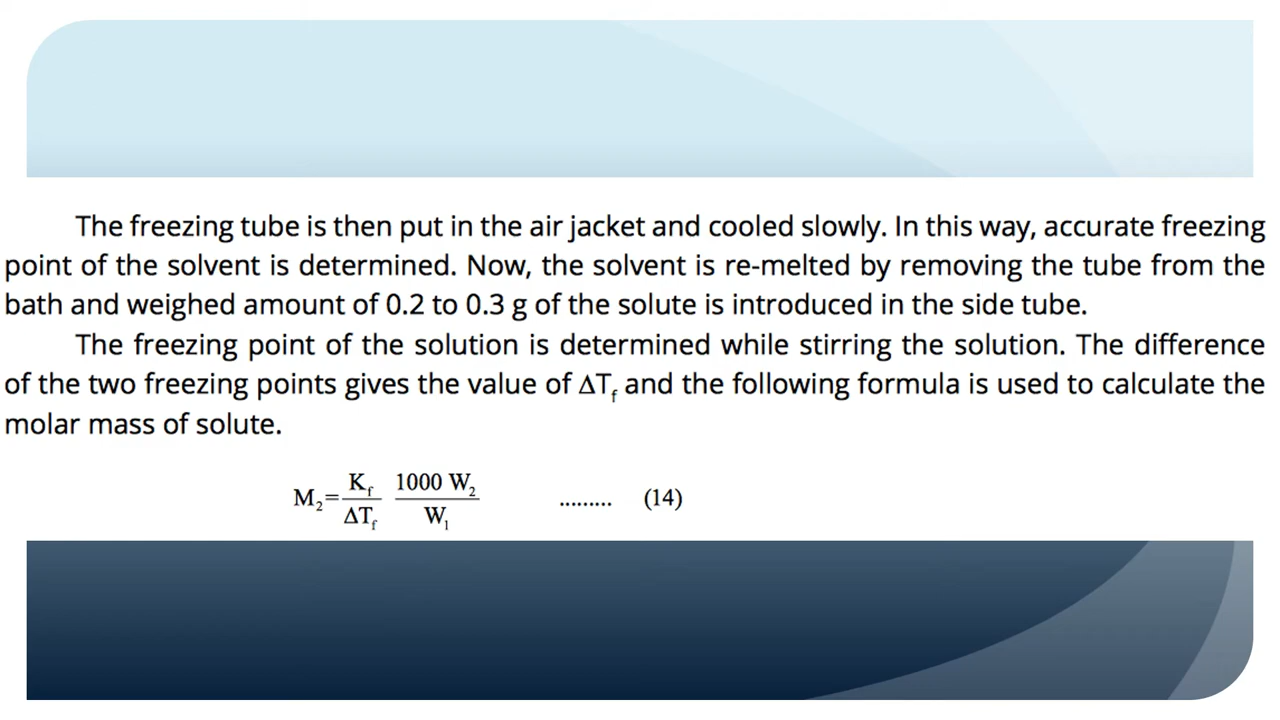 The freezing tube is then put in the air jacket and cooled slowly. In this way, accurate freezing
point of the solvent is determined. Now, the solvent is re-melted by removing the tube from the
bath and weighed amount of 0.2 to 0.3 g of the solute is introduced in the side tube.
The freezing point of the solution is determined while stirring the solution. The difference
of the two freezing points gives the value of ΔT_f and the following formula is used to calculate the
molar mass of solute.
M₂ = K_f/ΔT_f 1000 W₂/W₁ ......... (14)